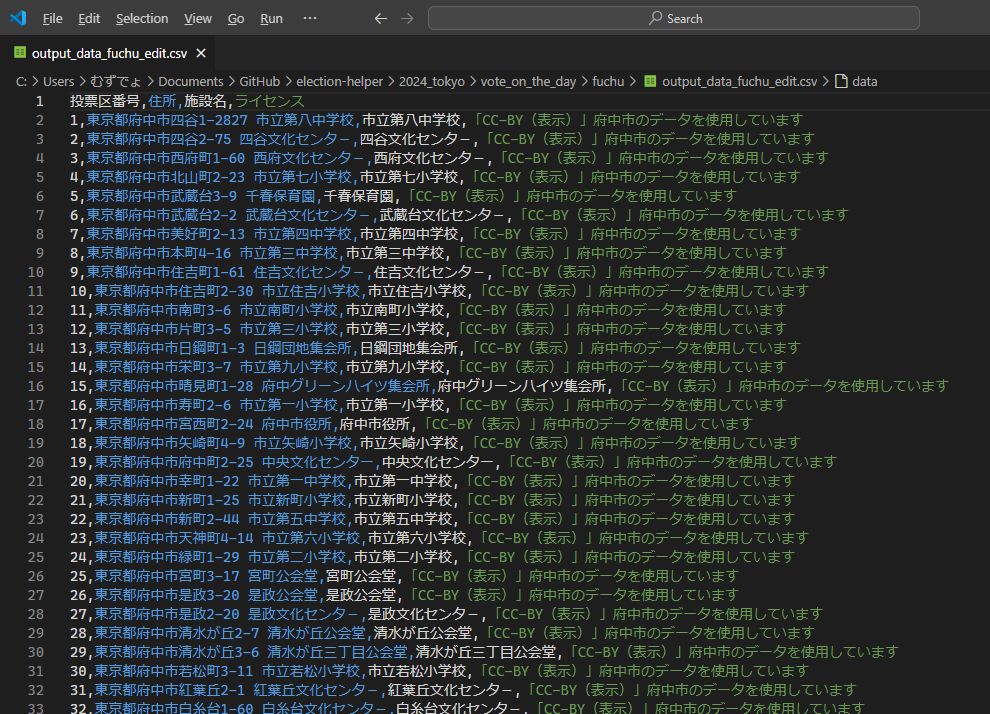 File Edit Selection View Go Run ··· ← → Search
output_data_fuchu_edit.csv ×
C: > Users > むずでょ > Documents > GitHub > election-helper > 2024_tokyo > vote_on_the_day > fuchu > output_data_fuchu_edit.csv > data
1 投票区番号,住所,施設名,ライセンス
2 1,東京都府中市四谷1-2827 市立第八中学校,市立第八中学校,「CC-BY（表示）」府中市のデータを使用しています
3 2,東京都府中市四谷2-75 四谷文化センター,四谷文化センター,「CC-BY（表示）」府中市のデータを使用しています
4 3,東京都府中市西府町1-60 西府文化センター,西府文化センター,「CC-BY（表示）」府中市のデータを使用しています
5 4,東京都府中市北山町2-23 市立第七小学校,市立第七小学校,「CC-BY（表示）」府中市のデータを使用しています
6 5,東京都府中市武蔵台3-9 千春保育園,千春保育園,「CC-BY（表示）」府中市のデータを使用しています
7 6,東京都府中市武蔵台2-2 武蔵台文化センター,武蔵台文化センター,「CC-BY（表示）」府中市のデータを使用しています
8 7,東京都府中市美好町2-13 市立第四中学校,市立第四中学校,「CC-BY（表示）」府中市のデータを使用しています
9 8,東京都府中市本町4-16 市立第三中学校,市立第三中学校,「CC-BY（表示）」府中市のデータを使用しています
10 9,東京都府中市住吉町1-61 住吉文化センター,住吉文化センター,「CC-BY（表示）」府中市のデータを使用しています
11 10,東京都府中市住吉町2-30 市立住吉小学校,市立住吉小学校,「CC-BY（表示）」府中市のデータを使用しています
12 11,東京都府中市南町3-6 市立南町小学校,市立南町小学校,「CC-BY（表示）」府中市のデータを使用しています
13 12,東京都府中市片町3-5 市立第三小学校,市立第三小学校,「CC-BY（表示）」府中市のデータを使用しています
14 13,東京都府中市日鋼町1-3 日鋼団地集会所,日鋼団地集会所,「CC-BY（表示）」府中市のデータを使用しています
15 14,東京都府中市栄町3-7 市立第九小学校,市立第九小学校,「CC-BY（表示）」府中市のデータを使用しています
16 15,東京都府中市晴見町1-28 府中グリーンハイツ集会所,府中グリーンハイツ集会所,「CC-BY（表示）」府中市のデータを使用しています
17 16,東京都府中市寿町2-6 市立第一小学校,市立第一小学校,「CC-BY（表示）」府中市のデータを使用しています
18 17,東京都府中市宮西町2-24 府中市役所,府中市役所,「CC-BY（表示）」府中市のデータを使用しています
19 18,東京都府中市矢崎町4-9 市立矢崎小学校,市立矢崎小学校,「CC-BY（表示）」府中市のデータを使用しています
20 19,東京都府中市府中町2-25 中央文化センター,中央文化センター,「CC-BY（表示）」府中市のデータを使用しています
21 20,東京都府中市幸町1-22 市立第一中学校,市立第一中学校,「CC-BY（表示）」府中市のデータを使用しています
22 21,東京都府中市新町1-25 市立新町小学校,市立新町小学校,「CC-BY（表示）」府中市のデータを使用しています
23 22,東京都府中市新町2-44 市立第五中学校,市立第五中学校,「CC-BY（表示）」府中市のデータを使用しています
24 23,東京都府中市天神町4-14 市立第六小学校,市立第六小学校,「CC-BY（表示）」府中市のデータを使用しています
25 24,東京都府中市緑町1-29 市立第二小学校,市立第二小学校,「CC-BY（表示）」府中市のデータを使用しています
26 25,東京都府中市宮町3-17 宮町公会堂,宮町公会堂,「CC-BY（表示）」府中市のデータを使用しています
27 26,東京都府中市是政3-20 是政公会堂,是政公会堂,「CC-BY（表示）」府中市のデータを使用しています
28 27,東京都府中市是政2-20 是政文化センター,是政文化センター,「CC-BY（表示）」府中市のデータを使用しています
29 28,東京都府中市清水が丘2-7 清水が丘公会堂,清水が丘公会堂,「CC-BY（表示）」府中市のデータを使用しています
30 29,東京都府中市清水が丘3-6 清水が丘三丁目公会堂,清水が丘三丁目公会堂,「CC-BY（表示）」府中市のデータを使用しています
31 30,東京都府中市若松町3-11 市立若松小学校,市立若松小学校,「CC-BY（表示）」府中市のデータを使用しています
32 31,東京都府中市紅葉丘2-1 紅葉丘文化センター,紅葉丘文化センター,「CC-BY（表示）」府中市のデータを使用しています
33 32,東京都府中市白糸台1-60 白糸台文化センター,白糸台文化センター,「CC-BY（表示）」府中市のデータを使用しています